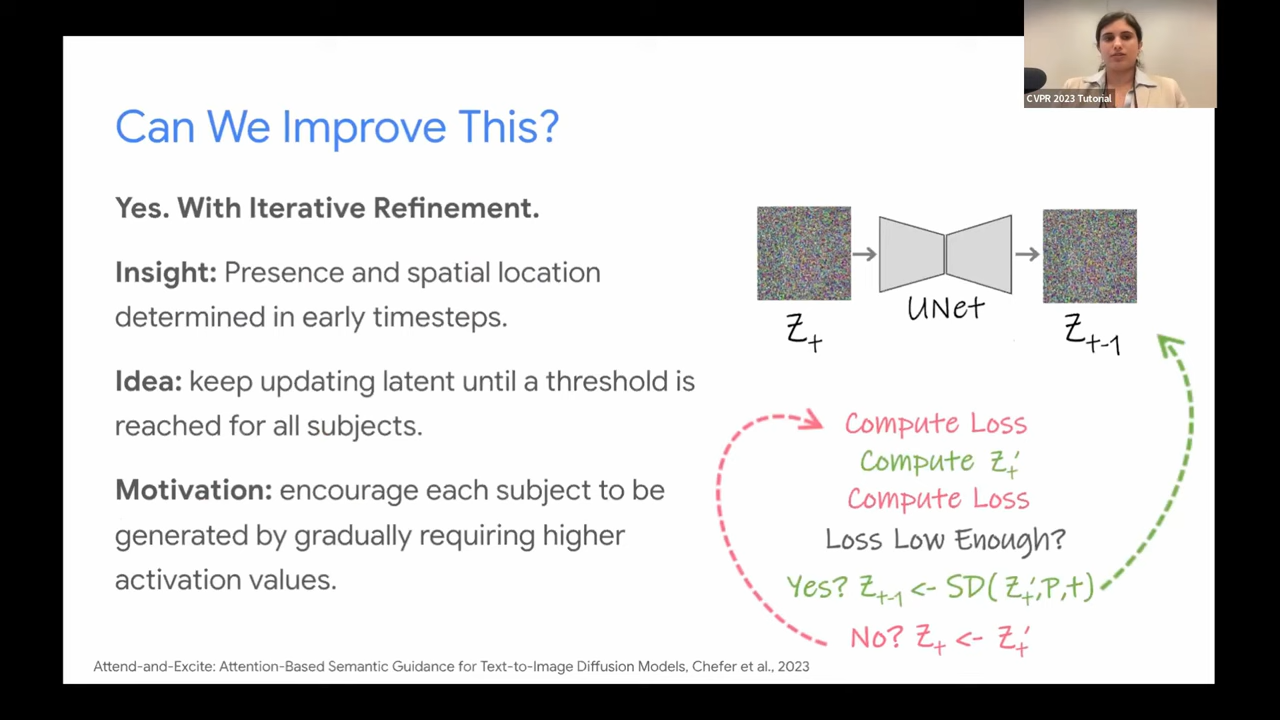 CVPR 2023 Tutorial
Can We Improve This?
Yes. With Iterative Refinement.
Insight: Presence and spatial location
determined in early timesteps.
Idea: keep updating latent until a threshold is
reached for all subjects.
Motivation: encourage each subject to be
generated by gradually requiring higher
activation values.
UNet
Zt
Zt-1
Compute Loss
Compute Zt'
Compute Loss
Loss Low Enough?
Yes? Zt-1 <- SD(Zt',P,t)
No? Zt <- Zt'
Attend-and-Excite: Attention-Based Semantic Guidance for Text-to-Image Diffusion Models, Chefer et al., 2023